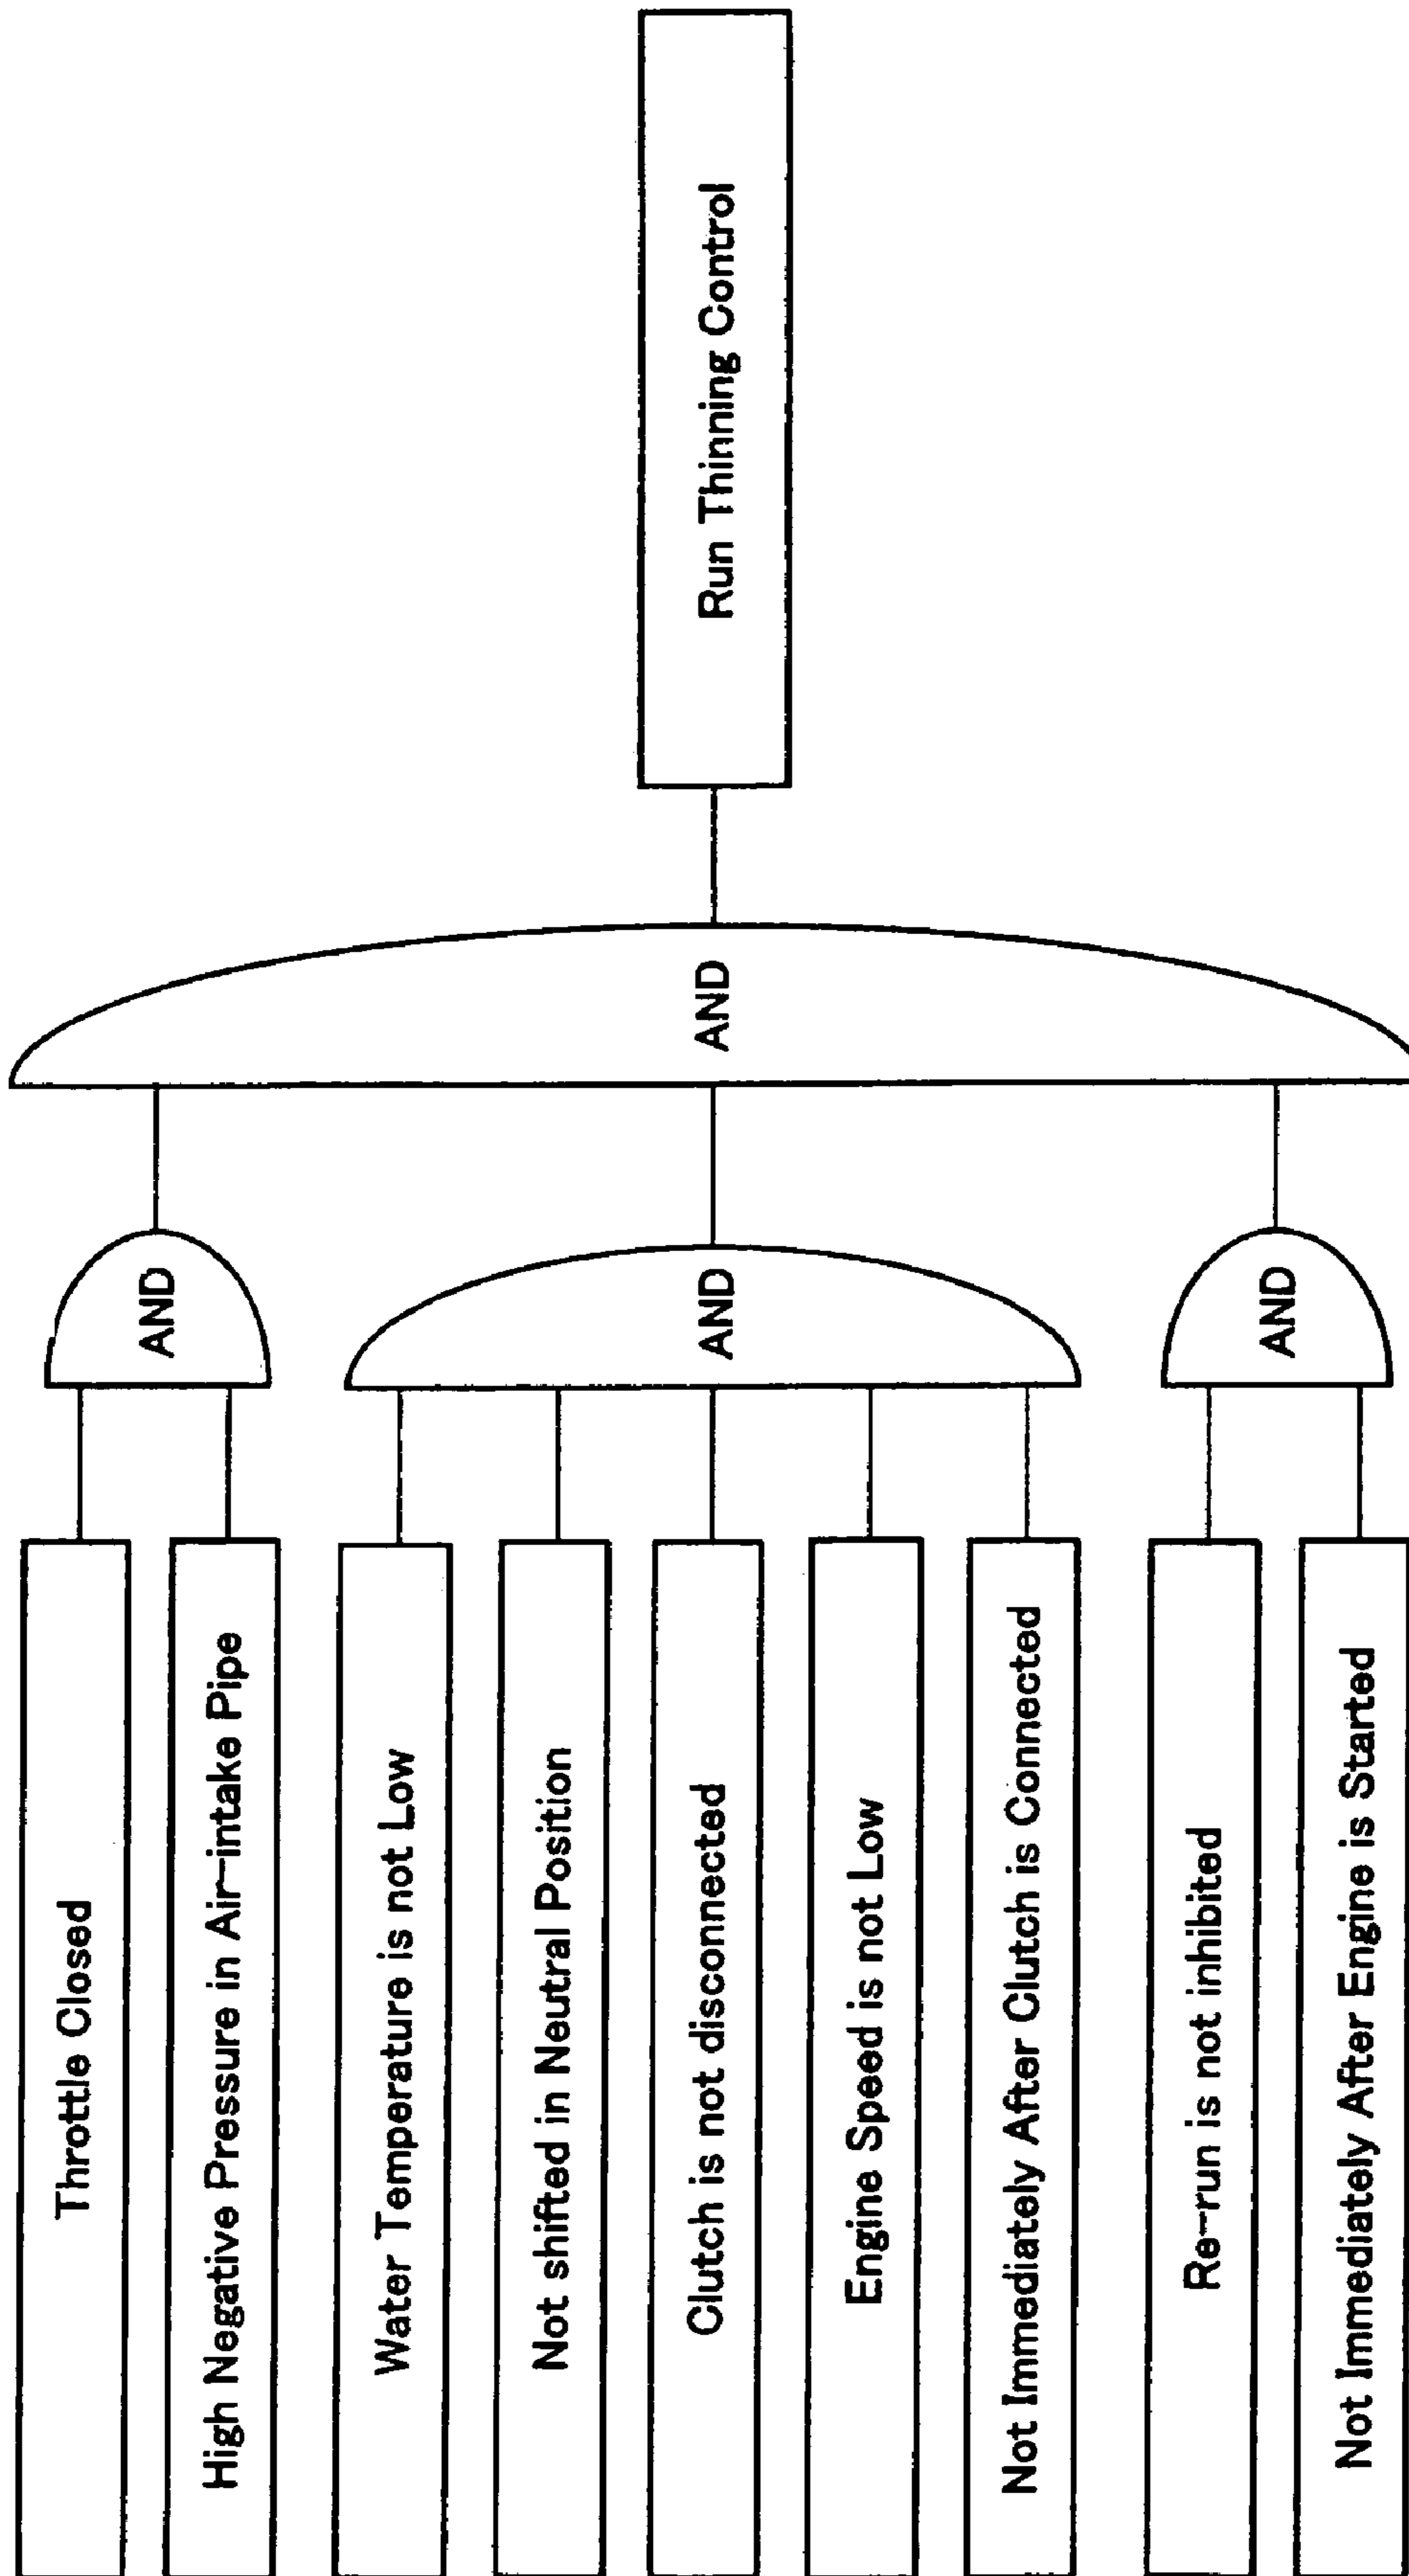 Throttle Closed
High Negative Pressure in Air-intake Pipe
AND
Water Temperature is not Low
Not shifted in Neutral Position
Clutch is not disconnected
Engine Speed is not Low
Not Immediately After Clutch is Connected
AND
Re-run is not inhibited
Not Immediately After Engine is Started
AND
AND
Run Thinning Control